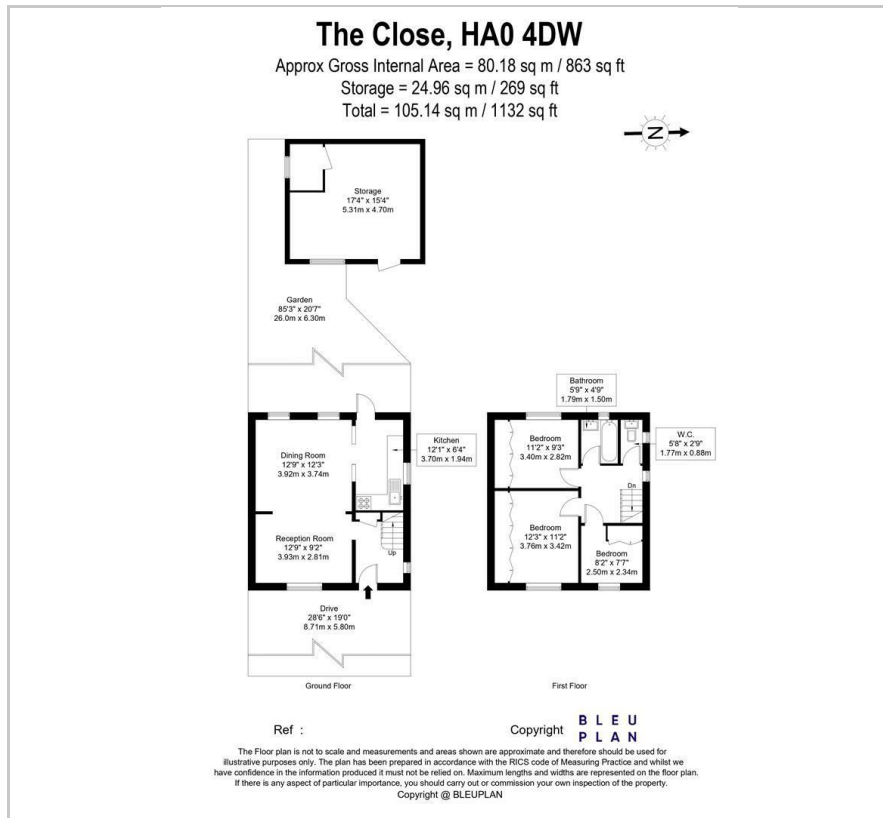 The Close, HA0 4DW
Approx Gross Internal Area = 80.18 sq m / 863 sq ft
Storage = 24.96 sq m / 269 sq ft
Total = 105.14 sq m / 1132 sq ft
N
Storage
17'4" x 15'4"
5.31m x 4.70m
Garden
85'3" x 20'7"
26.0m x 6.30m
Dining Room
12'9" x 12'3"
3.92m x 3.74m
Kitchen
12'1" x 6'4"
3.70m x 1.94m
Reception Room
12'9" x 9'2"
3.93m x 2.81m
Up
Drive
28'6" x 19'0"
8.71m x 5.80m
Ground Floor
Bathroom
5'9" x 4'9"
1.79m x 1.50m
W.C.
5'8" x 2'9"
1.77m x 0.88m
Bedroom
11'2" x 9'3"
3.40m x 2.82m
Dn
Bedroom
12'3" x 11'2"
3.76m x 3.42m
Bedroom
8'2" x 7'7"
2.50m x 2.34m
First Floor
Ref :
Copyright
BLEU
PLAN
The Floor plan is not to scale and measurements and areas shown are approximate and therefore should be used for
illustrative purposes only. The plan has been prepared in accordance with the RICS code of Measuring Practice and whilst we
have confidence in the information produced it must not be relied on. Maximum lengths and widths are represented on the floor plan.
If there is any aspect of particular importance, you should carry out or commission your own inspection of the property.
Copyright @ BLEUPLAN